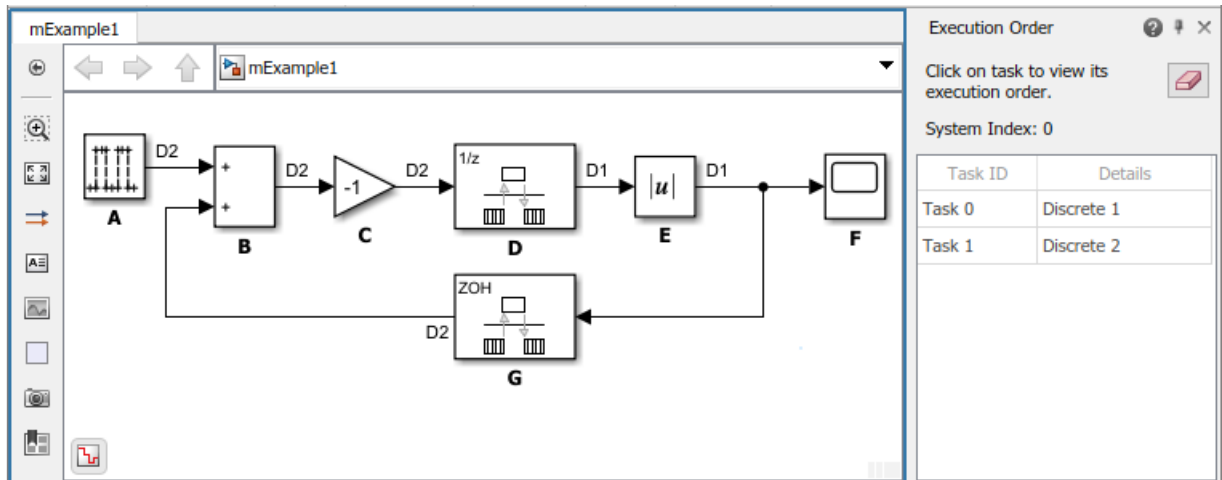 mExample1
mExample1
D2
A
+
+
B
D2
-1
C
D2
1/z
D
D1
|u|
E
D1
F
ZOH
D2
G
Execution Order
Click on task to view its
execution order.
System Index: 0
Task ID Details
Task 0 Discrete 1
Task 1 Discrete 2